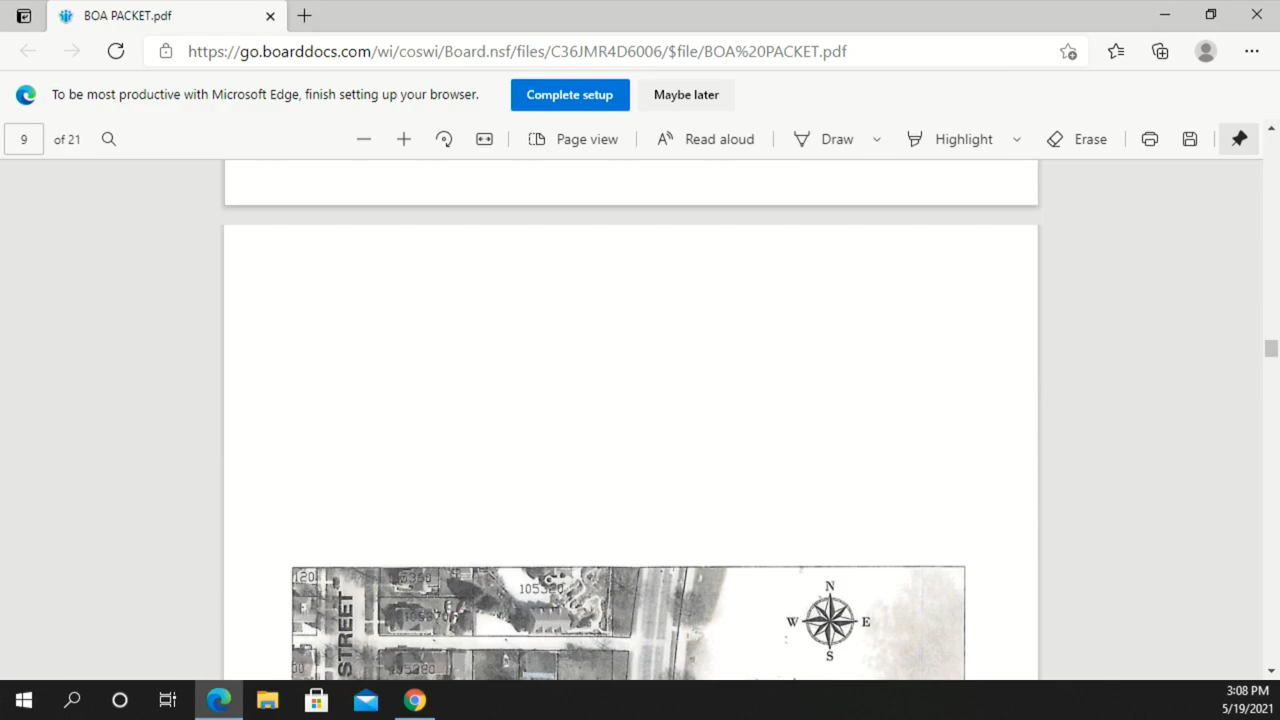 BOA PACKET.pdf
https://go.boarddocs.com/wi/coswi/Board.nsf/files/C36JMR4D6006/$file/BOA%20PACKET.pdf
To be most productive with Microsoft Edge, finish setting up your browser.
Complete setup
Maybe later
9 of 21
Page view
Read aloud
Draw
Highlight
Erase
105320
STREET
N
W E
S
3:08 PM
5/19/2021